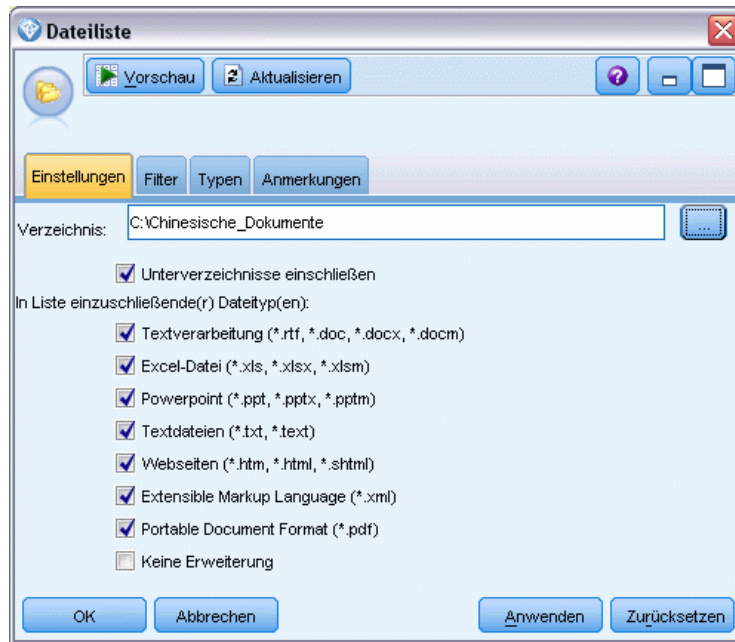 Dateiliste
Vorschau Aktualisieren
Einstellungen Filter Typen Anmerkungen
Verzeichnis: C:\Chinesische_Dokumente ...
Unterverzeichnisse einschließen
In Liste einzuschließende(r) Dateityp(en):
Textverarbeitung (*.rtf, *.doc, *.docx, *.docm)
Excel-Datei (*.xls, *.xlsx, *.xlsm)
Powerpoint (*.ppt, *.pptx, *.pptm)
Textdateien (*.txt, *.text)
Webseiten (*.htm, *.html, *.shtml)
Extensible Markup Language (*.xml)
Portable Document Format (*.pdf)
Keine Erweiterung
OK Abbrechen Anwenden Zurücksetzen